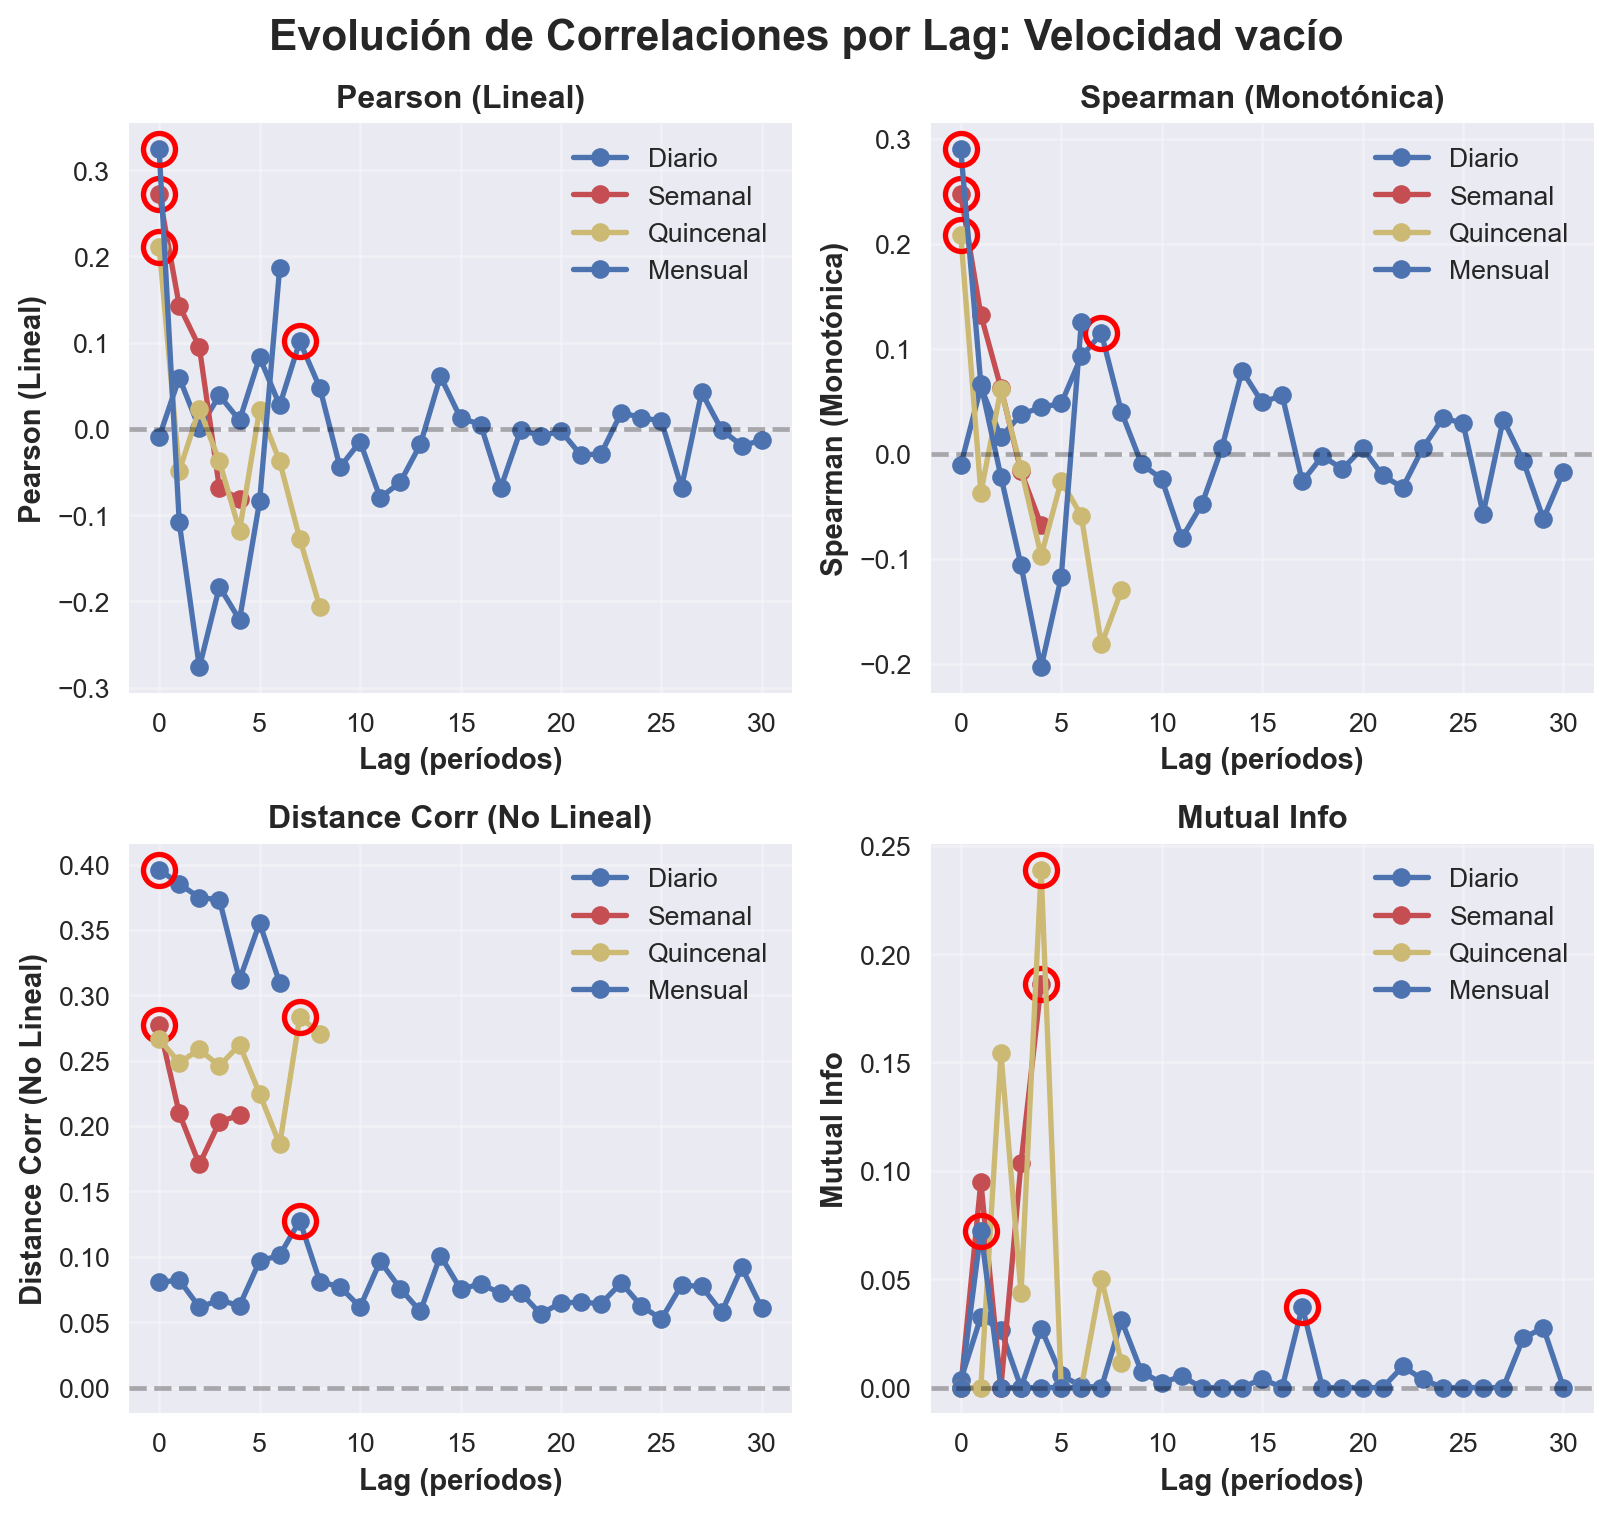 Evolución de Correlaciones por Lag: Velocidad vacío
Pearson (Lineal)
Pearson (Lineal)
0.3
0.2
0.1
0.0
−0.1
−0.2
−0.3
Diario
Semanal
Quincenal
Mensual
0 5 10 15 20 25 30
Lag (períodos)
Spearman (Monotónica)
Spearman (Monotónica)
0.3
0.2
0.1
0.0
−0.1
−0.2
Diario
Semanal
Quincenal
Mensual
0 5 10 15 20 25 30
Lag (períodos)
Distance Corr (No Lineal)
Distance Corr (No Lineal)
0.40
0.35
0.30
0.25
0.20
0.15
0.10
0.05
0.00
Diario
Semanal
Quincenal
Mensual
0 5 10 15 20 25 30
Lag (períodos)
Mutual Info
Mutual Info
0.25
0.20
0.15
0.10
0.05
0.00
Diario
Semanal
Quincenal
Mensual
0 5 10 15 20 25 30
Lag (períodos)